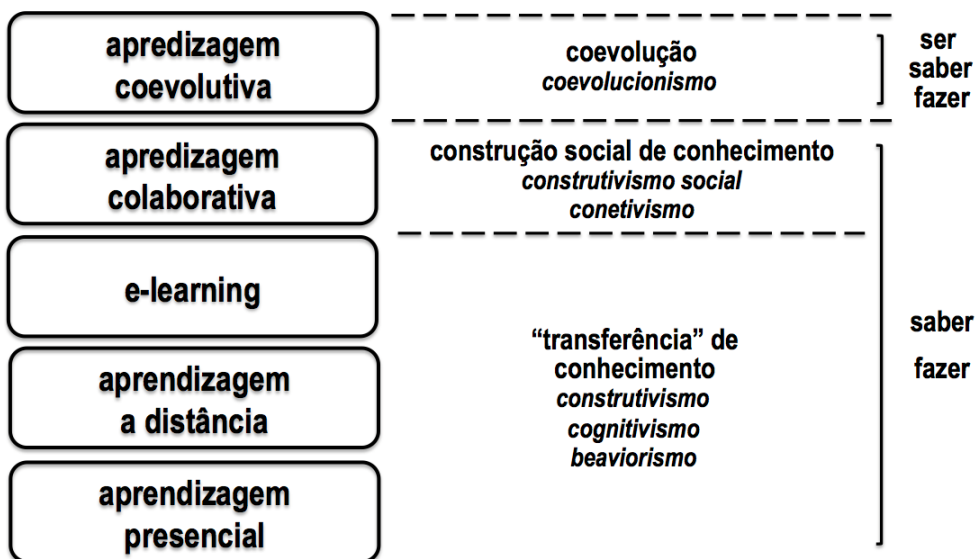 apredizagem
coevolutiva
coevolução
coevolucionismo
ser
saber
fazer
apredizagem
colaborativa
construção social de conhecimento
construtivismo social
conetivismo
e-learning
aprendizagem
a distância
aprendizagem
presencial
“transferência” de
conhecimento
construtivismo
cognitivismo
beaviorismo
saber
fazer